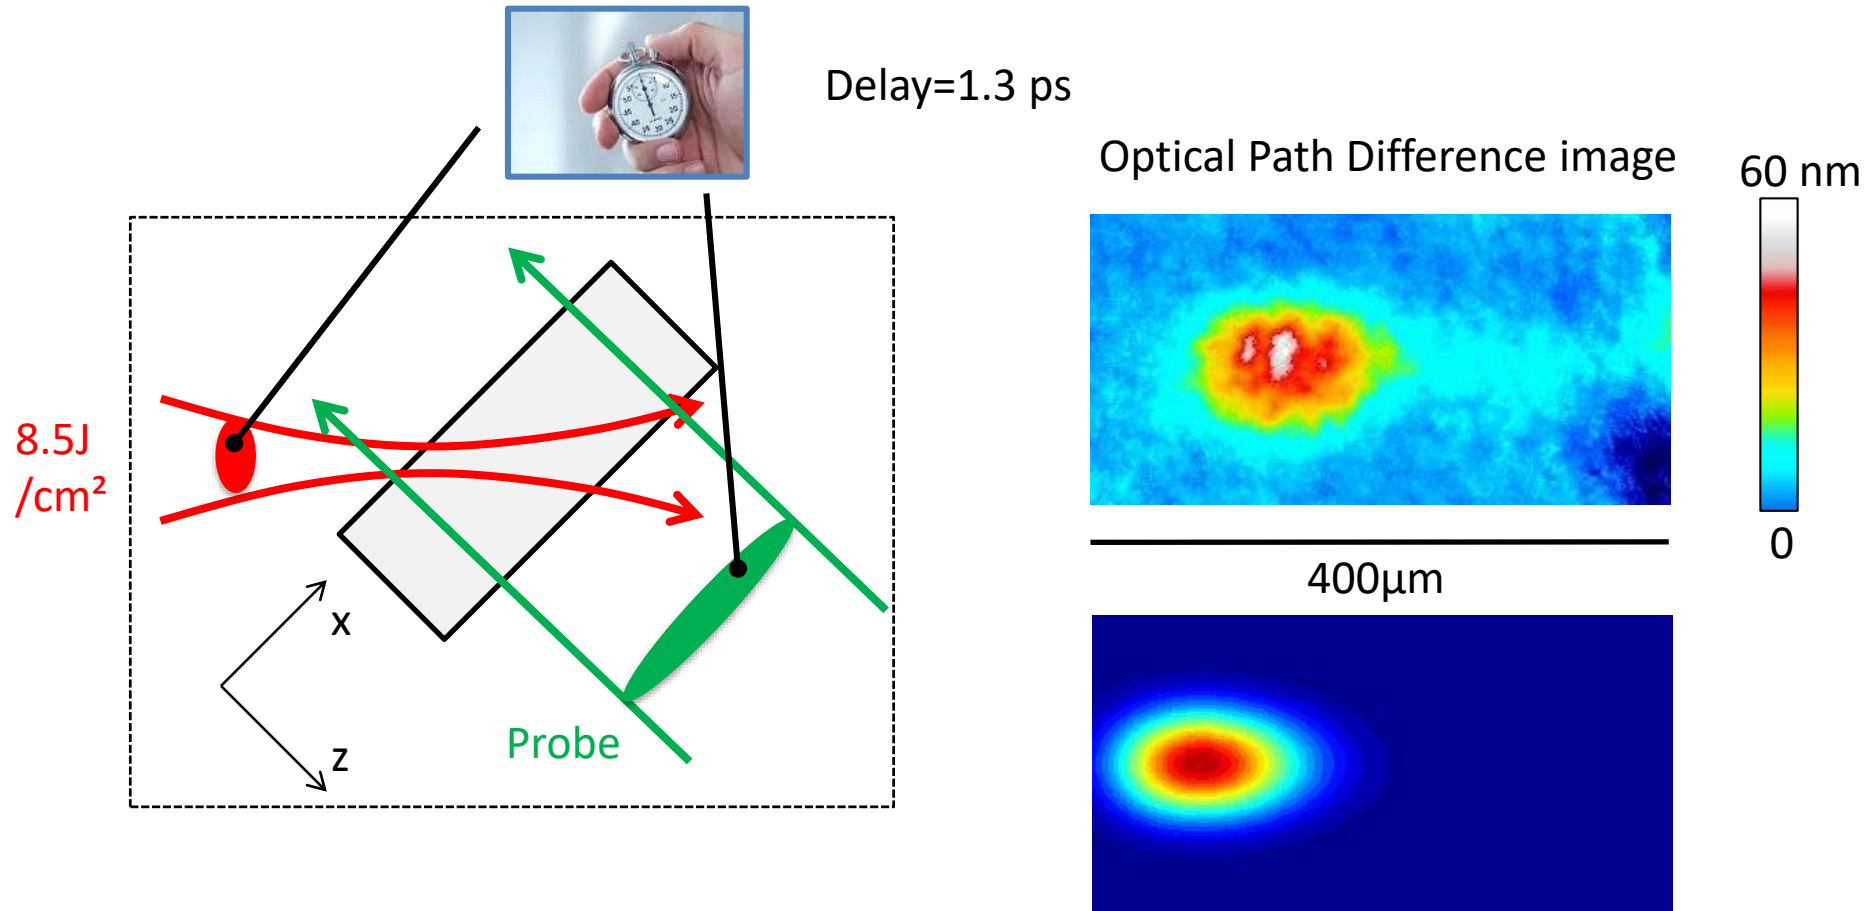 Delay=1.3 ps
Optical Path Difference image
60 nm
8.5J
/cm²
0
400µm
x
Probe
z